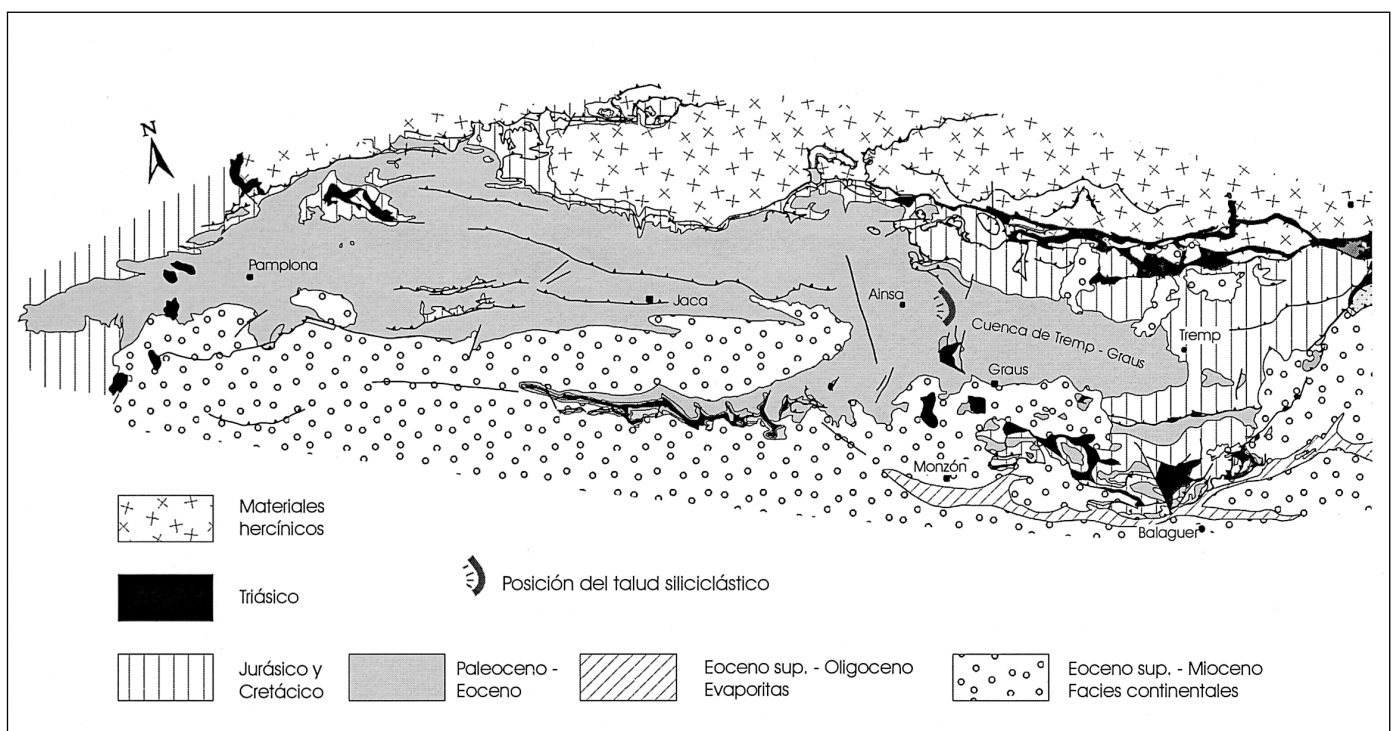 N
Pamplona
Jaca
Ainsa
Cuenca de Tremp - Graus
Tremp
Graus
Monzón
Balaguer
Materiales
hercínicos
Triásico
Posición del talud siliciclástico
Jurásico y
Cretácico
Paleoceno -
Eoceno
Eoceno sup. - Oligoceno
Evaporitas
Eoceno sup. - Mioceno
Facies continentales